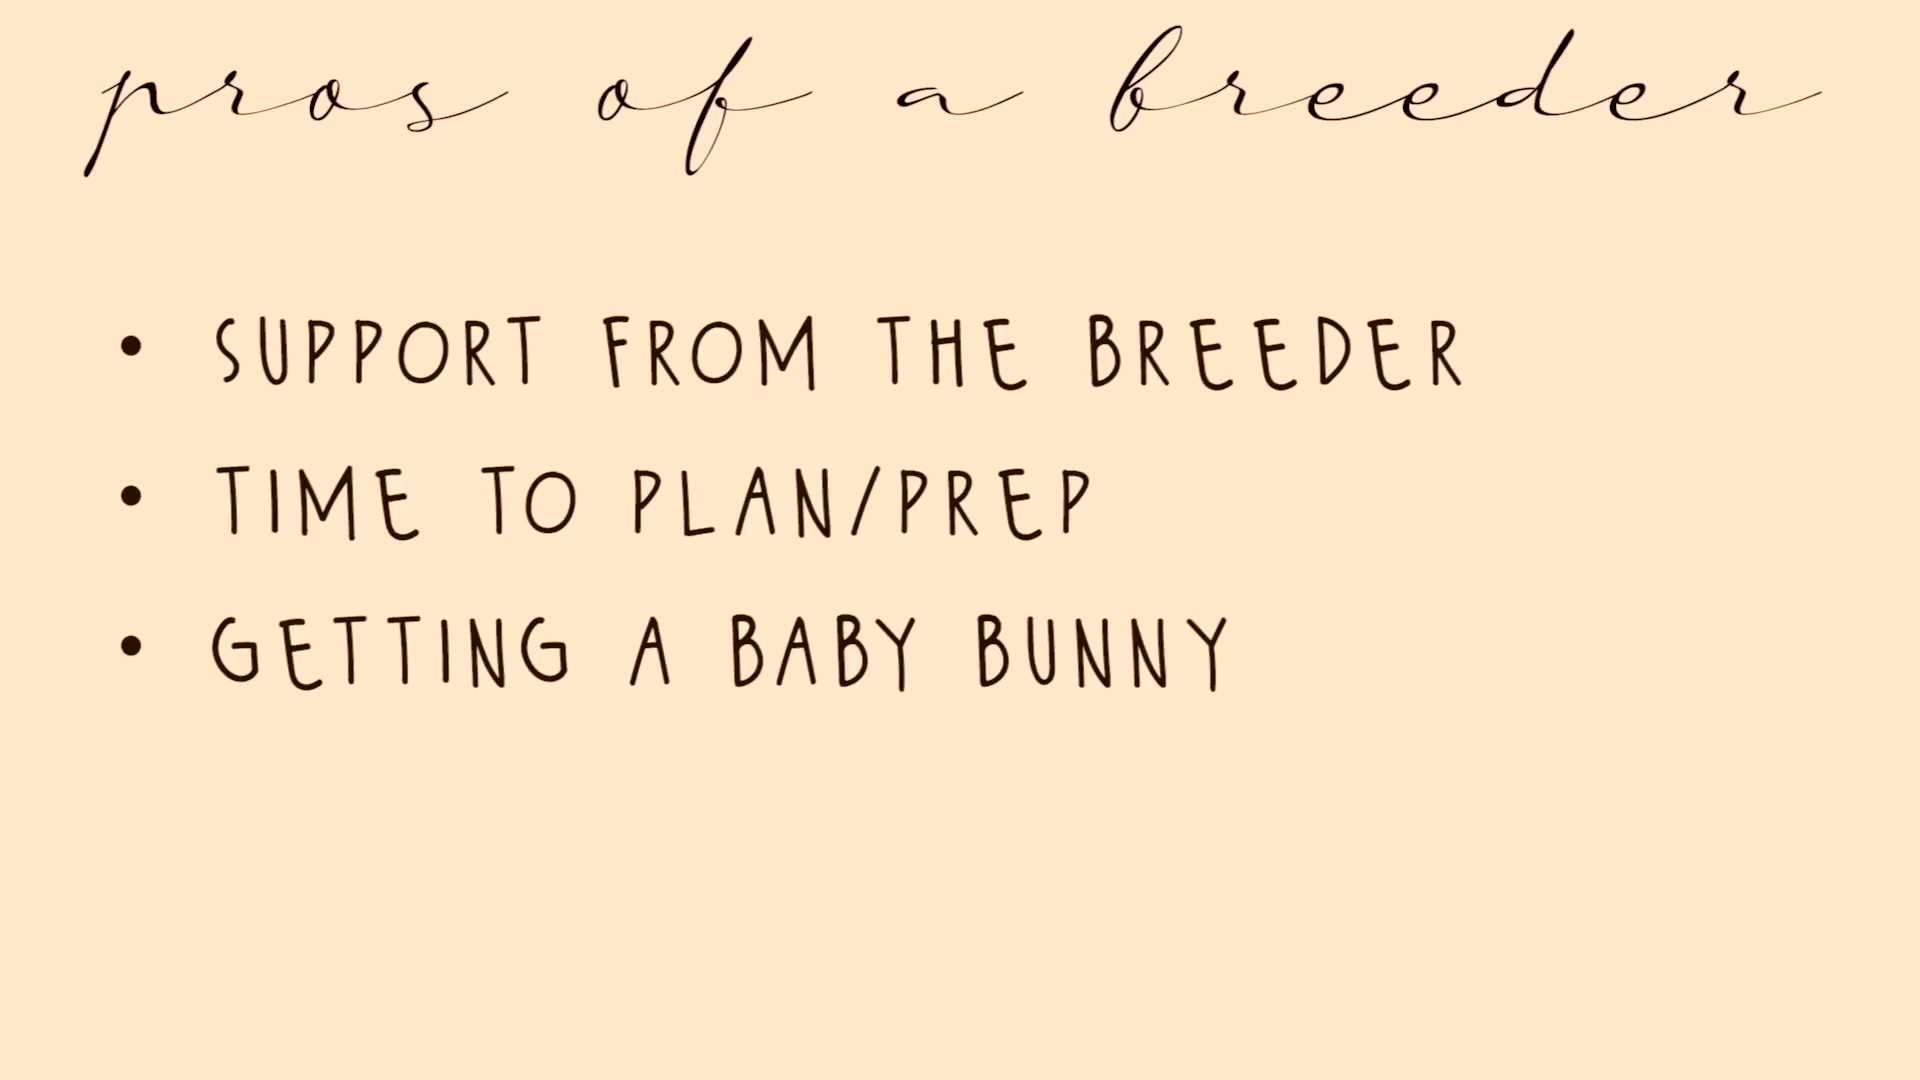 pros of a breeder
• SUPPORT FROM THE BREEDER
• TIME TO PLAN/PREP
• GETTING A BABY BUNNY